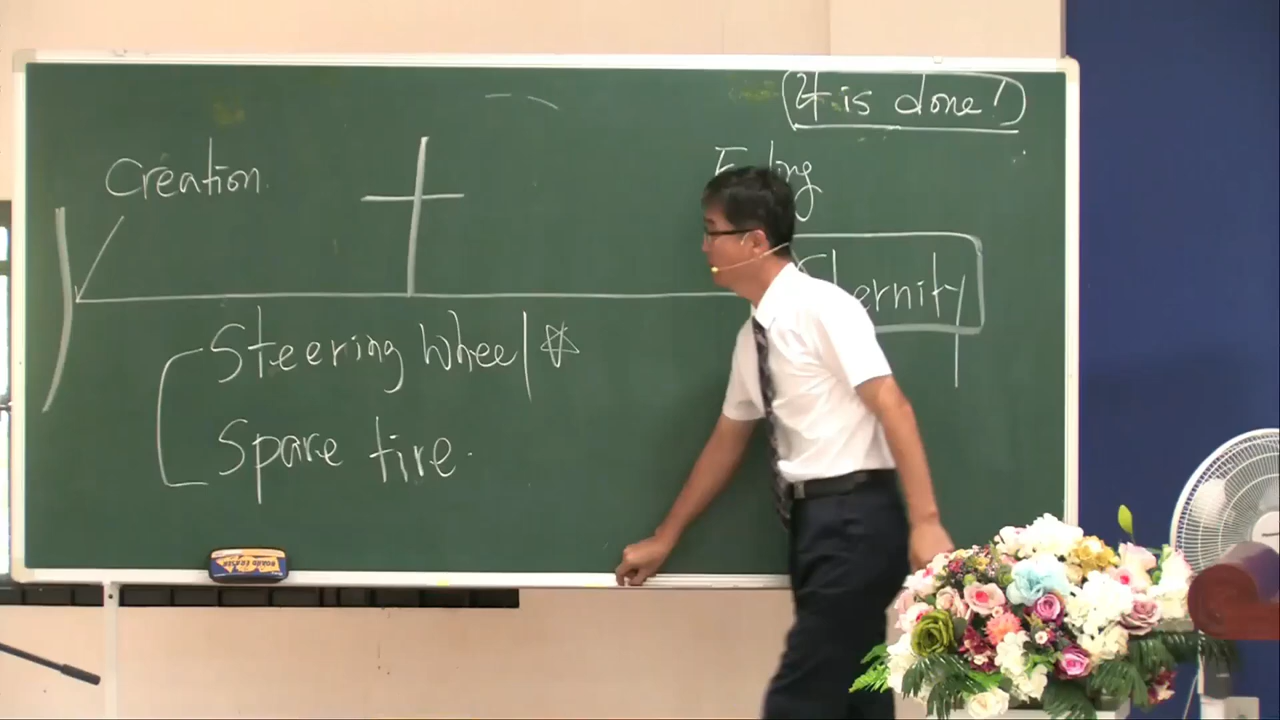 It is done!
Creation
Steering Wheel
Spare tire.